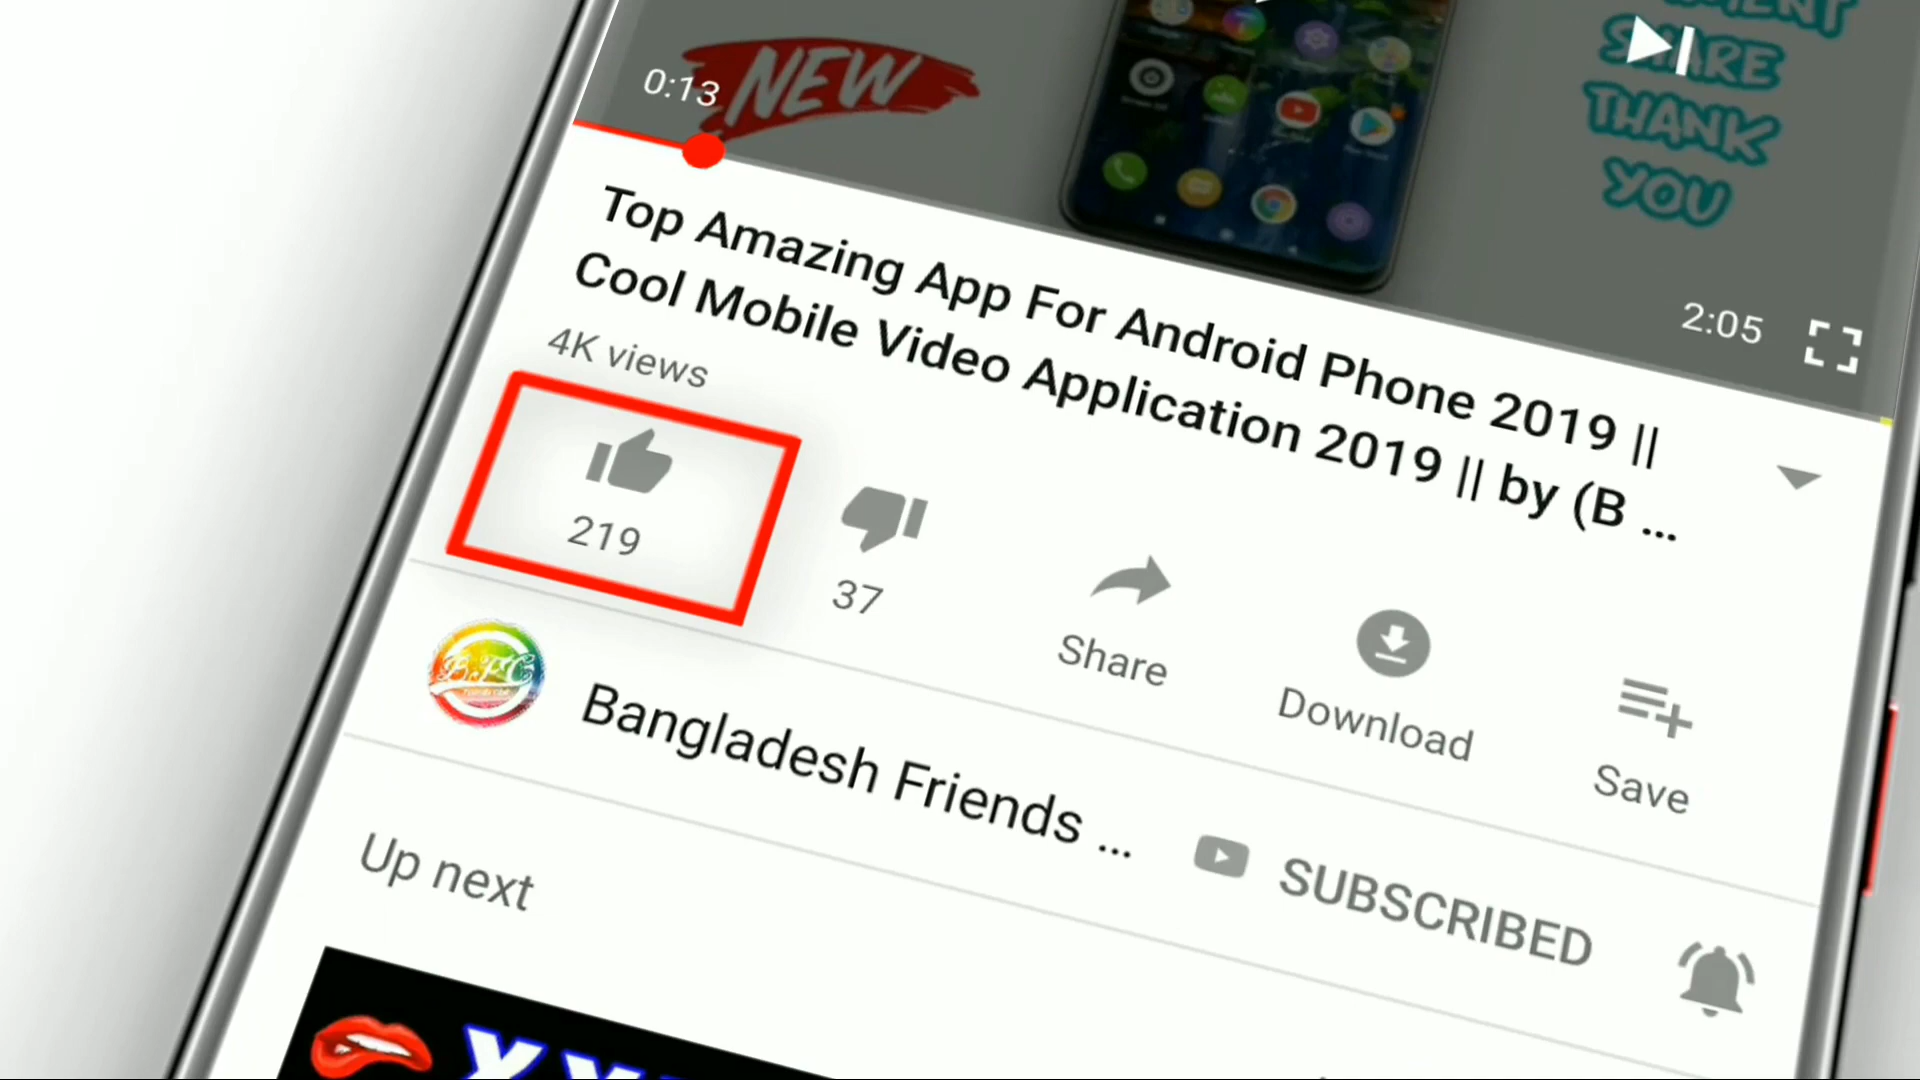 SHARE
THANK
YOU
NEW
0:13
2:05
Top Amazing App For Android Phone 2019 ||
Cool Mobile Video Application 2019 || by (B ...
4K views
219
37
Share
Download
Save
B.F.C
Bangladesh Friends ...
SUBSCRIBED
Up next